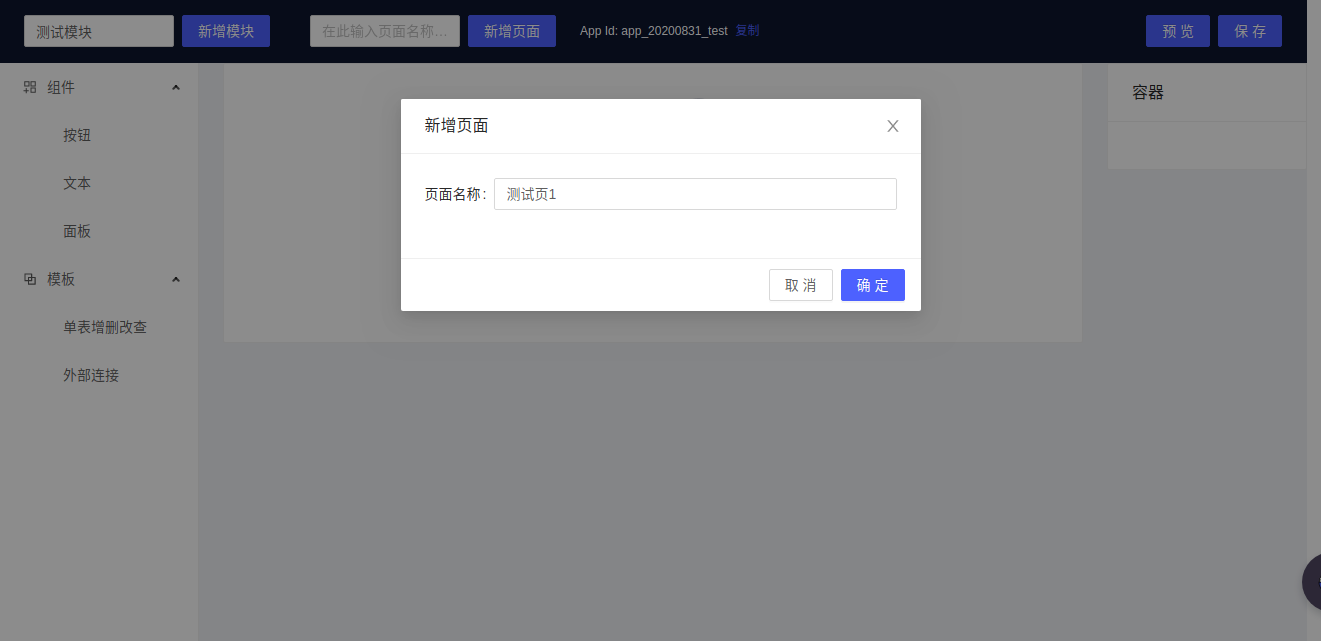 测试模块 新增模块 在此输入页面名称... 新增页面 App Id: app_20200831_test 复制 预 览 保 存
组件
按钮
文本
面板
模板
单表增删改查
外部连接
容器
新增页面
页面名称:
测试页1
取 消 确 定